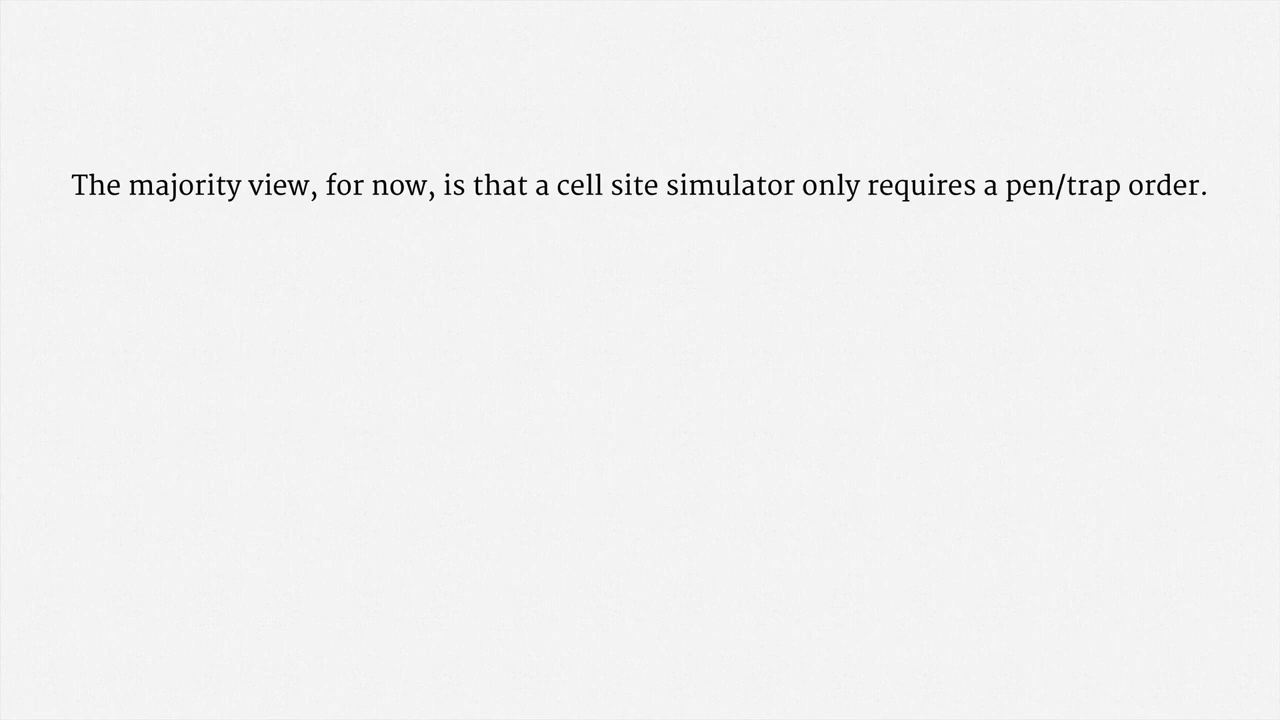 The majority view, for now, is that a cell site simulator only requires a pen/trap order.